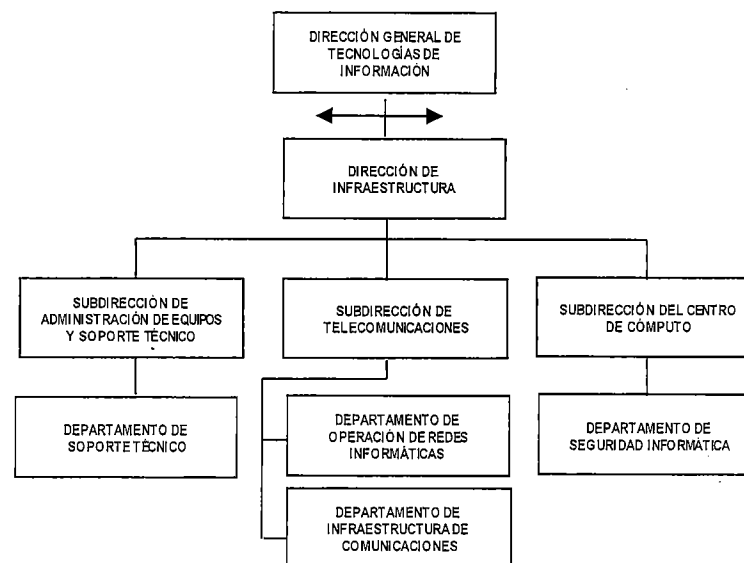 DIRECCIÓN GENERAL DE
TECNOLOGÍAS DE
INFORMACIÓN
DIRECCIÓN DE
INFRAESTRUCTURA
SUBDIRECCIÓN DE
ADMINISTRACIÓN DE EQUIPOS
Y SOPORTE TÉCNICO
SUBDIRECCIÓN DE
TELECOMUNICACIONES
SUBDIRECCIÓN DEL CENTRO
DE CÓMPUTO
DEPARTAMENTO DE
SOPORTE TÉCNICO
DEPARTAMENTO DE
OPERACIÓN DE REDES
INFORMÁTICAS
DEPARTAMENTO DE
SEGURIDAD INFORMÁTICA
DEPARTAMENTO DE
INFRAESTRUCTURA DE
COMUNICACIONES